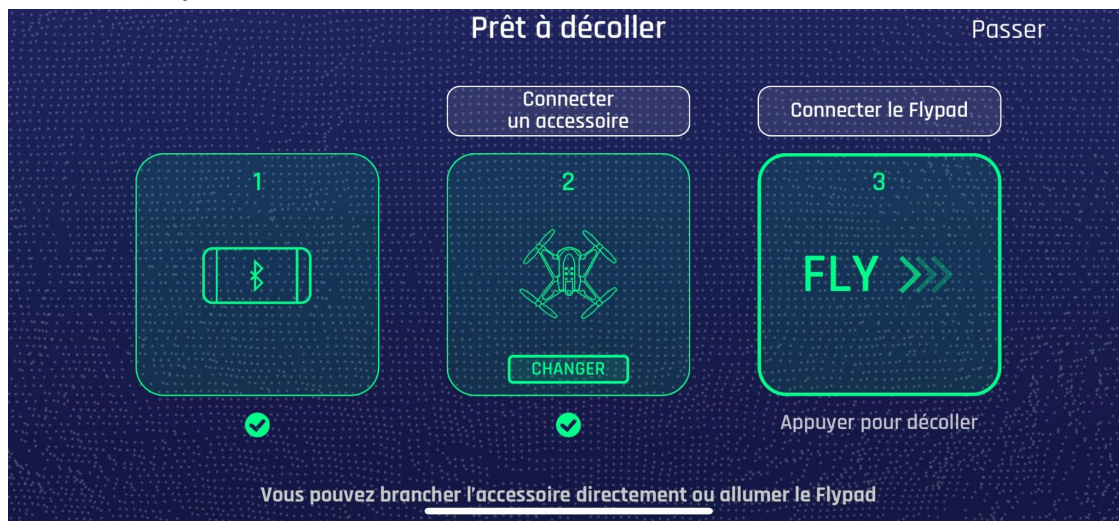 Prêt à décoller
Passer
Connecter
un accessoire
Connecter le Flypad
1
2
3
FLY
CHANGER
Appuyer pour décoller
Vous pouvez brancher l'accessoire directement ou allumer le Flypad